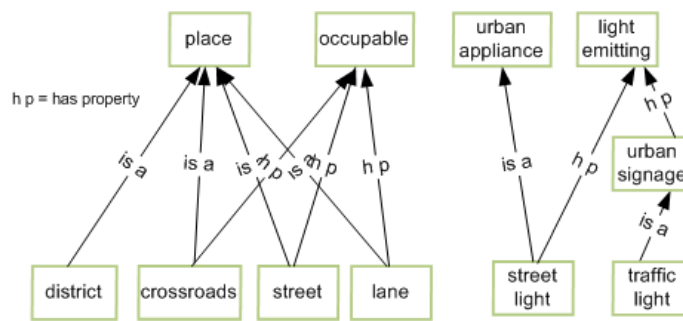 place
occupable
urban
appliance
light
emitting
h p = has property
h p
is a
is a
is a
h p
is a
h p
h p
is a
h p
urban
signage
is a
district
crossroads
street
lane
street
light
traffic
light